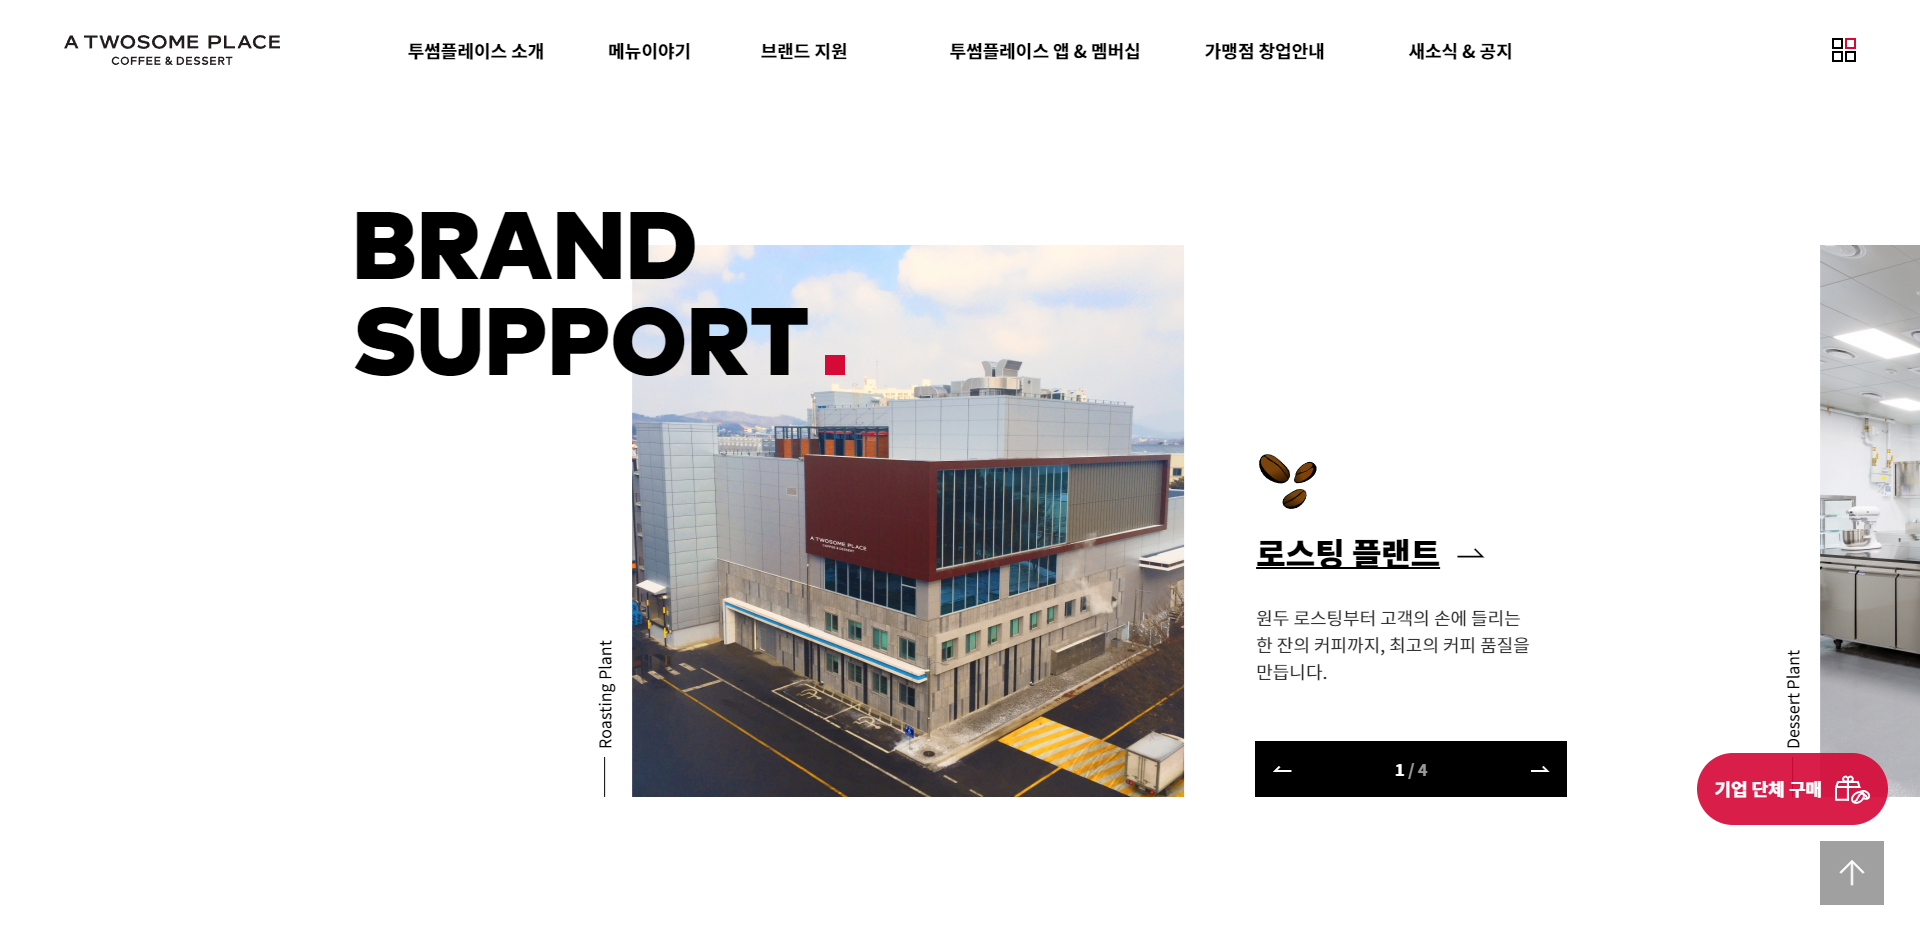 A TWOSOME PLACE
COFFEE & DESSERT
투썸플레이스 소개
메뉴이야기
브랜드 지원
투썸플레이스 앱 & 멤버십
가맹점 창업안내
새소식 & 공지
BRAND
SUPPORT.
A TWOSOME PLACE
COFFEE & DESSERT
Roasting Plant
로스팅 플랜트
원두 로스팅부터 고객의 손에 들리는
한 잔의 커피까지, 최고의 커피 품질을
만듭니다.
1 / 4
Dessert Plant
기업 단체 구매